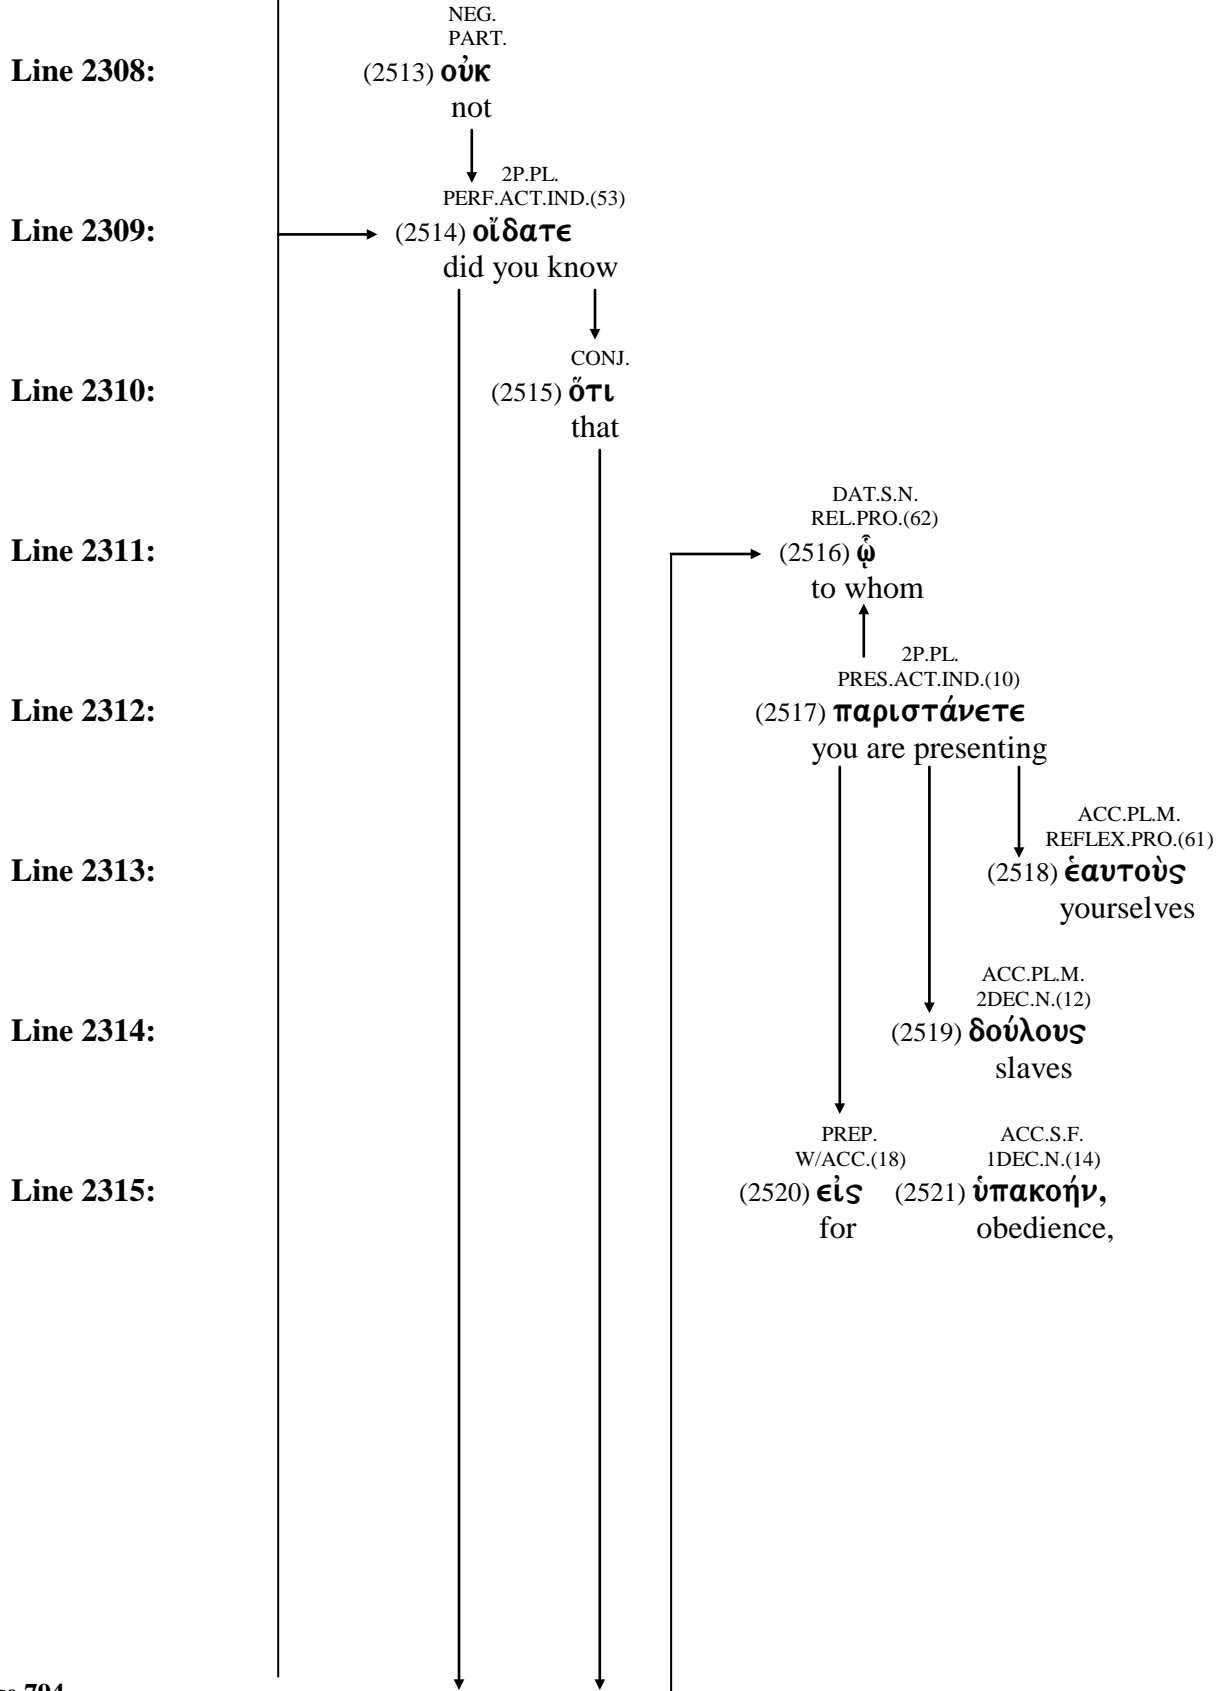 NEG.
PART.
Line 2308: (2513) οὐκ
not
2P.PL.
PERF.ACT.IND.(53)
Line 2309: (2514) οἴδατε
did you know
CONJ.
Line 2310: (2515) ὅτι
that
DAT.S.N.
REL.PRO.(62)
Line 2311: (2516) ᾧ
to whom
2P.PL.
PRES.ACT.IND.(10)
Line 2312: (2517) παριστάνετε
you are presenting
ACC.PL.M.
REFLEX.PRO.(61)
Line 2313: (2518) ἑαυτοὺς
yourselves
ACC.PL.M.
2DEC.N.(12)
Line 2314: (2519) δούλους
slaves
PREP. ACC.S.F.
W/ACC.(18) 1DEC.N.(14)
Line 2315: (2520) εἰς (2521) ὑπακοήν,
for obedience,
794